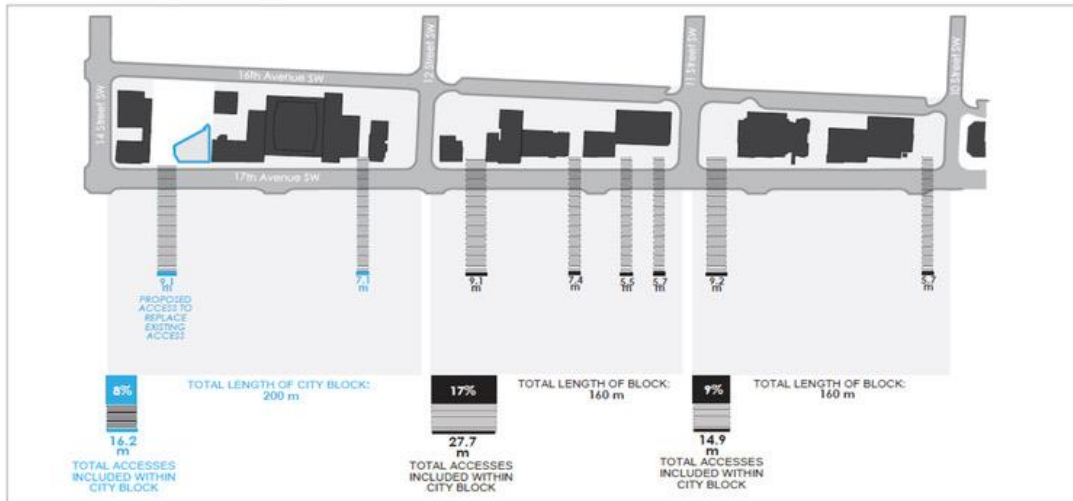 16th Avenue SW
14 Street SW
12 Street SW
11 Street SW
10 Street SW
17th Avenue SW
9.1
m
PROPOSED
ACCESS TO
REPLACE
EXISTING
ACCESS
7.1
m
9.1
m
7.4
m
5.5
m
5.7
m
9.2
m
5.7
m
8%
TOTAL LENGTH OF CITY BLOCK:
200 m
16.2
m
TOTAL ACCESSES
INCLUDED WITHIN
CITY BLOCK
17%
TOTAL LENGTH OF BLOCK:
160 m
27.7
m
TOTAL ACCESSES
INCLUDED WITHIN
CITY BLOCK
9%
TOTAL LENGTH OF BLOCK:
160 m
14.9
m
TOTAL ACCESSES
INCLUDED WITHIN
CITY BLOCK